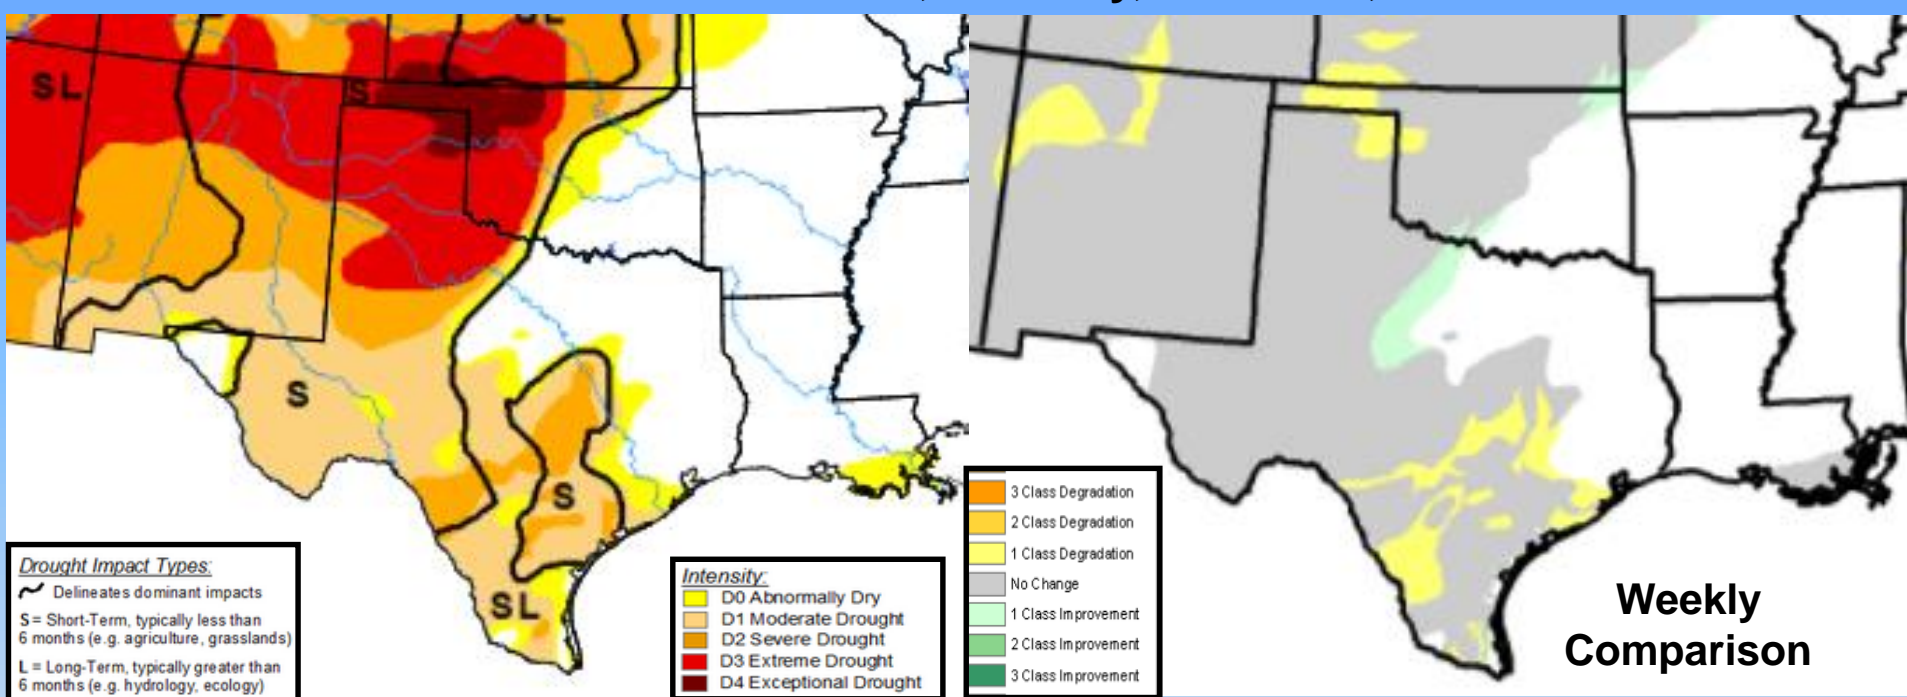 SL
S
S
S
SL
Drought Impact Types:
Delineates dominant impacts
S = Short-Term, typically less than
6 months (e.g. agriculture, grasslands)
L = Long-Term, typically greater than
6 months (e.g. hydrology, ecology)
Intensity:
D0 Abnormally Dry
D1 Moderate Drought
D2 Severe Drought
D3 Extreme Drought
D4 Exceptional Drought
3 Class Degradation
2 Class Degradation
1 Class Degradation
No Change
1 Class Improvement
2 Class Improvement
3 Class Improvement
Weekly
Comparison